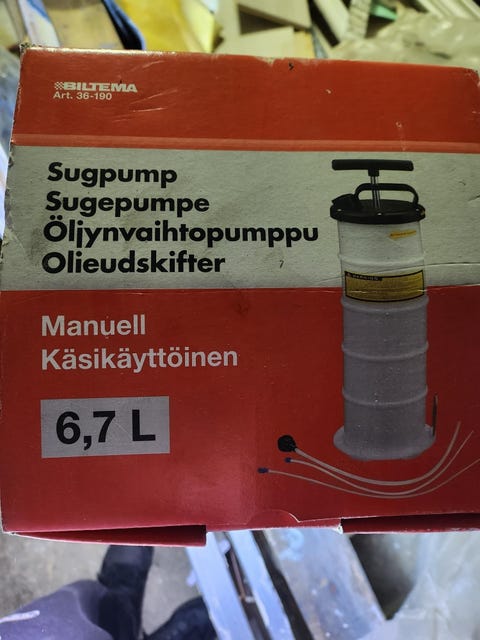 BILTEMA
Art. 36-190
Sugpump
Sugepumpe
Öljynvaihtopumppu
Olieudskifter
Manuell
Käsikäyttöinen
6,7 L